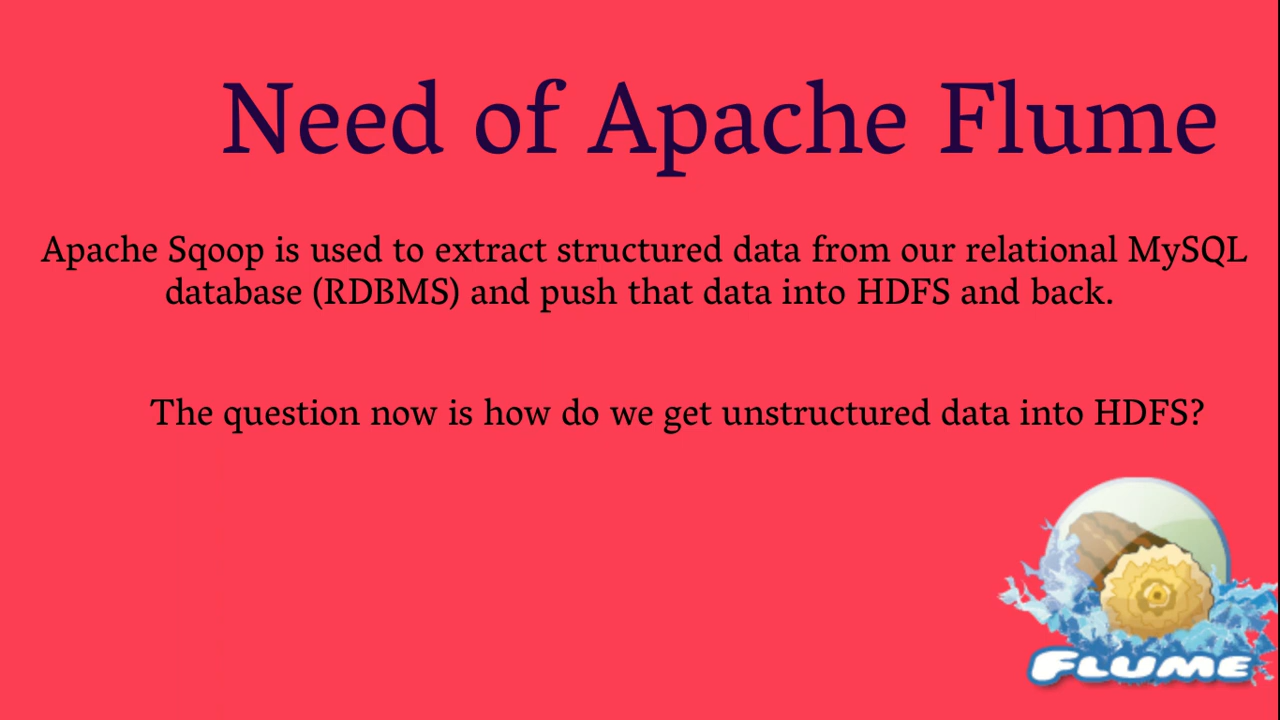 Need of Apache Flume
Apache Sqoop is used to extract structured data from our relational MySQL
database (RDBMS) and push that data into HDFS and back.
The question now is how do we get unstructured data into HDFS?
FLUME